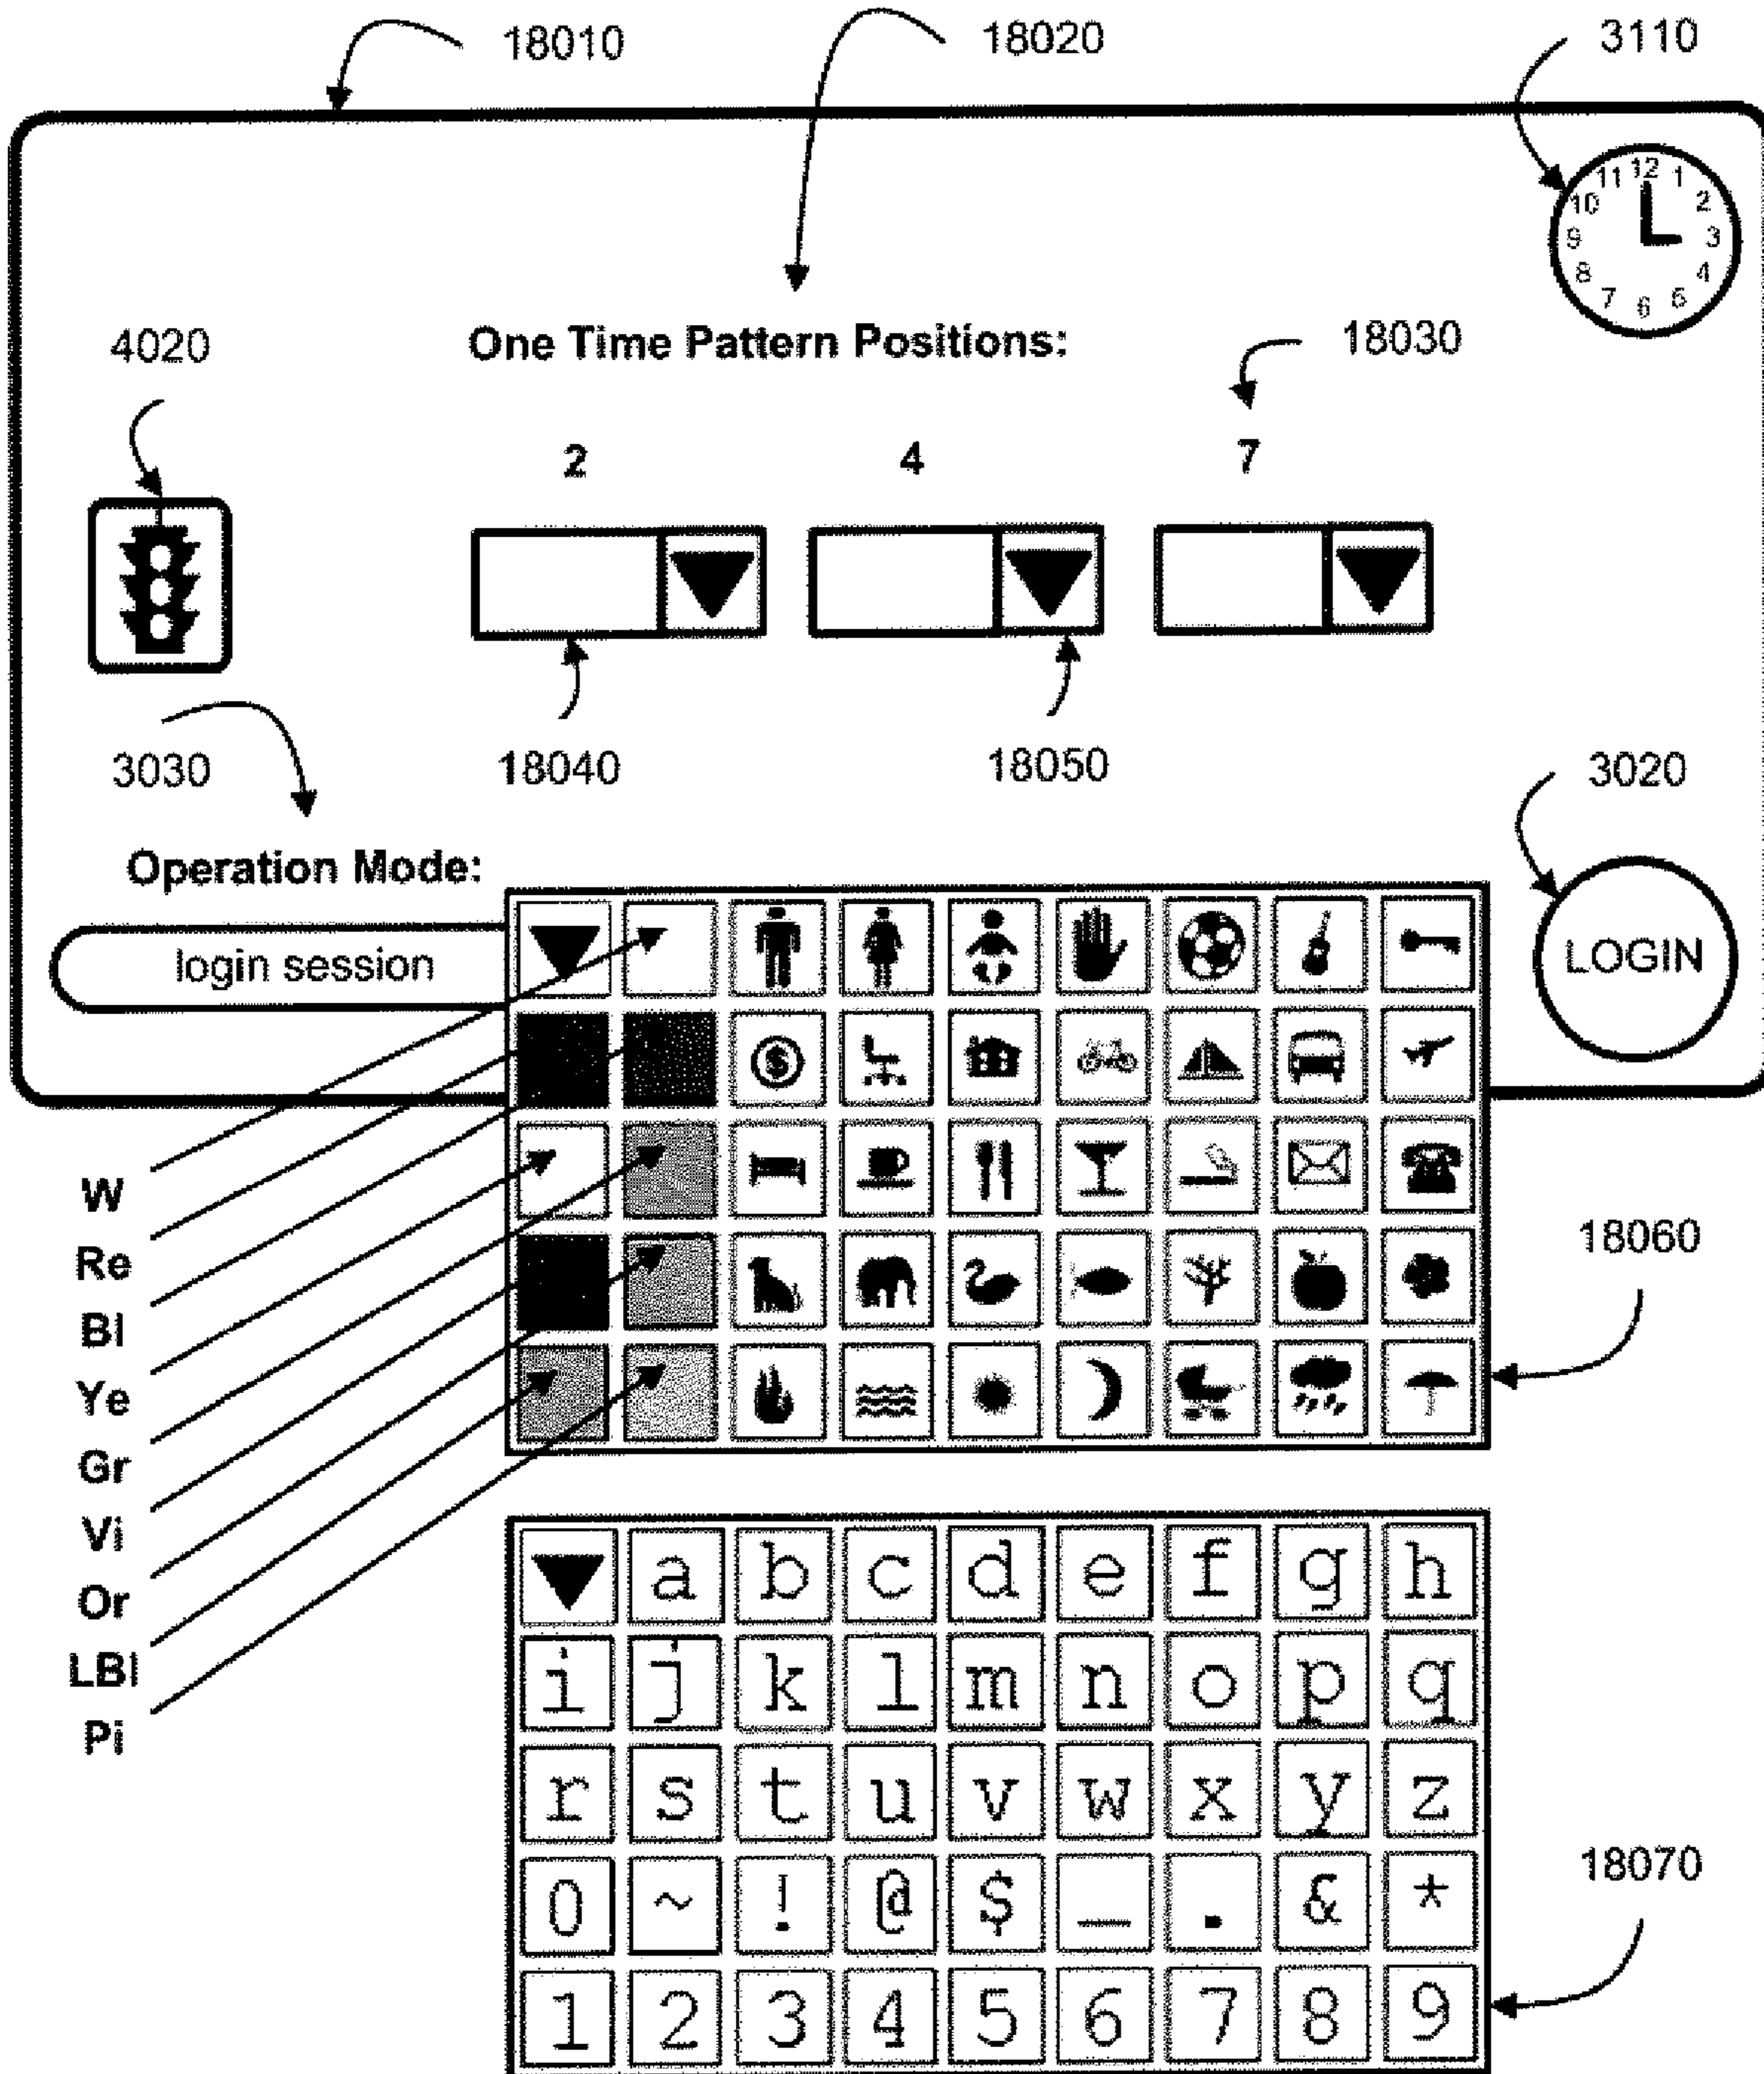 18010
18020
3110
11 12 1
10 2
9 3
8 4
7 6 5
4020
One Time Pattern Positions:
18030
2 4 7
3030
18040
18050
3020
Operation Mode:
login session
LOGIN
$
W
Re
Bl
Ye
Gr
Vi
Or
LBl
Pi
18060
a b c d e f g h
i j k l m n o p q
r s t u v w x y z
0 ~ ! @ $ _ . & *
1 2 3 4 5 6 7 8 9
18070